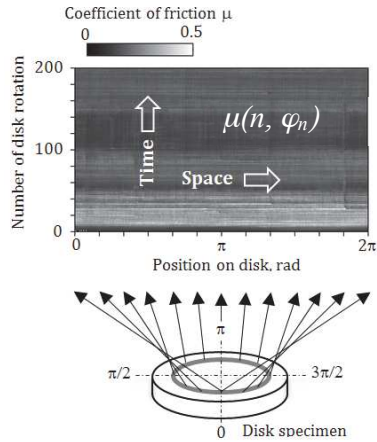 Coefficient of friction μ
0 0.5
Number of disk rotation
200
100
0
μ(n, φn)
Time
Space
0 π 2π
Position on disk, rad
π
π/2 3π/2
0 Disk specimen